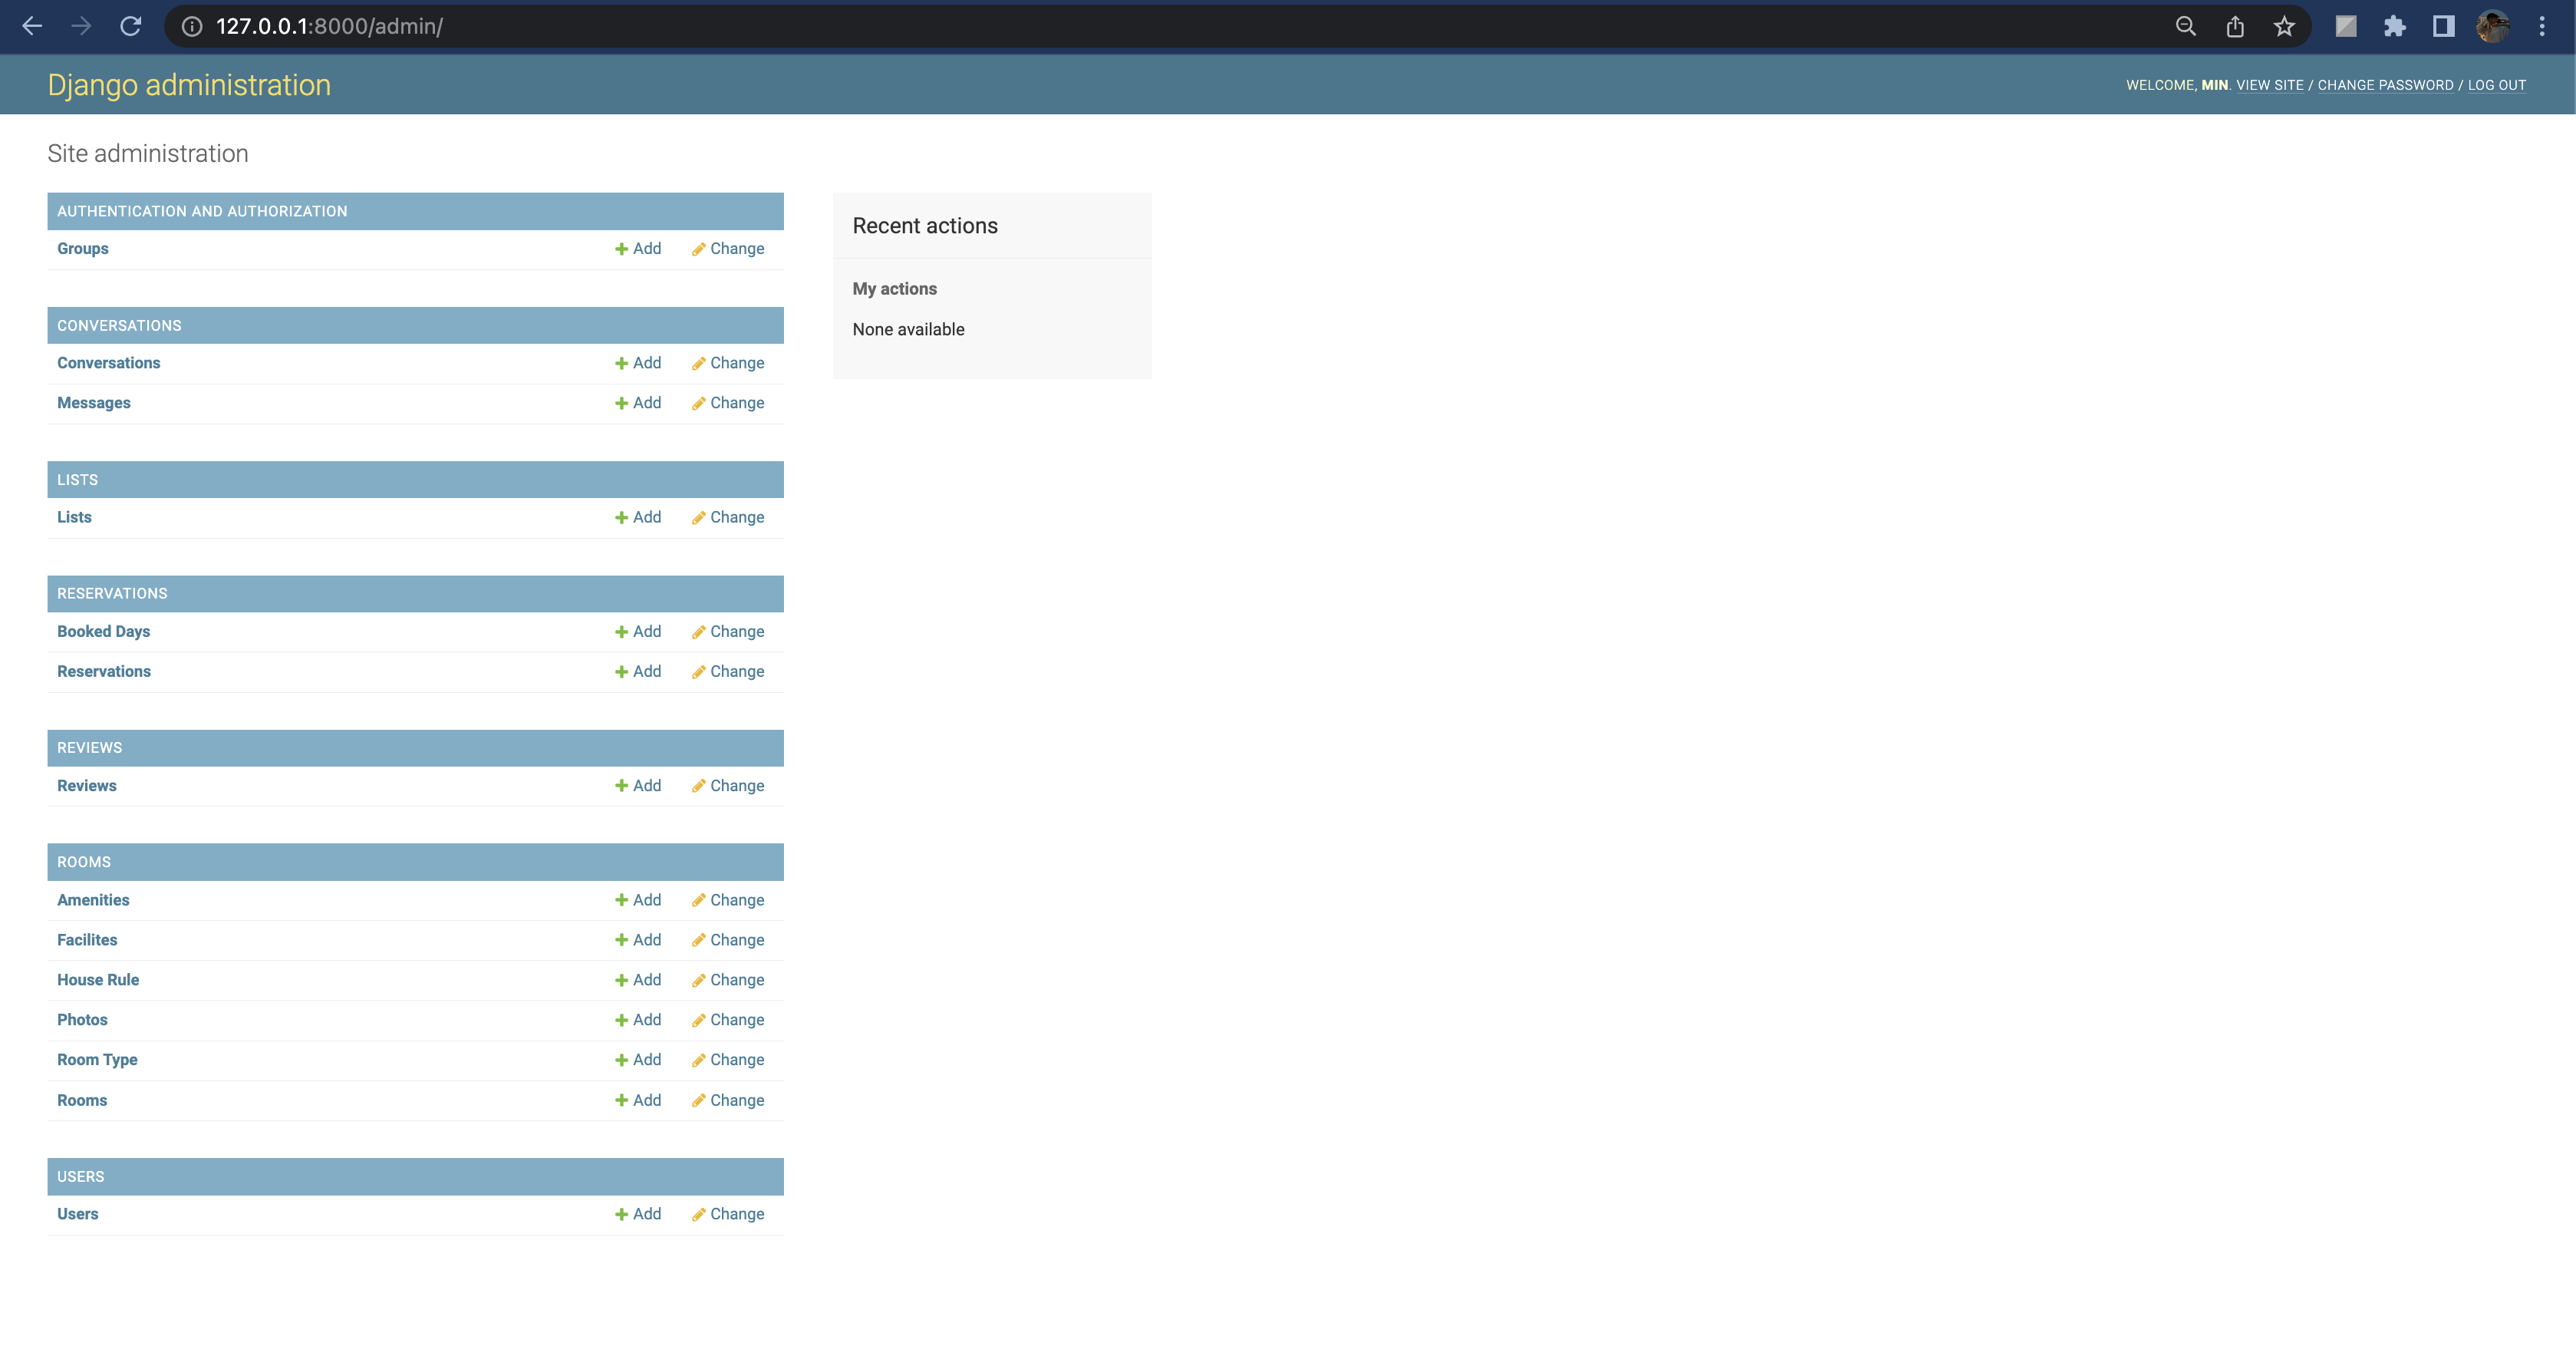 127.0.0.1:8000/admin/
Django administration
WELCOME, MIN. VIEW SITE / CHANGE PASSWORD / LOG OUT
Site administration
AUTHENTICATION AND AUTHORIZATION
Groups Add Change
CONVERSATIONS
Conversations Add Change
Messages Add Change
LISTS
Lists Add Change
RESERVATIONS
Booked Days Add Change
Reservations Add Change
REVIEWS
Reviews Add Change
ROOMS
Amenities Add Change
Facilites Add Change
House Rule Add Change
Photos Add Change
Room Type Add Change
Rooms Add Change
USERS
Users Add Change
Recent actions
My actions
None available